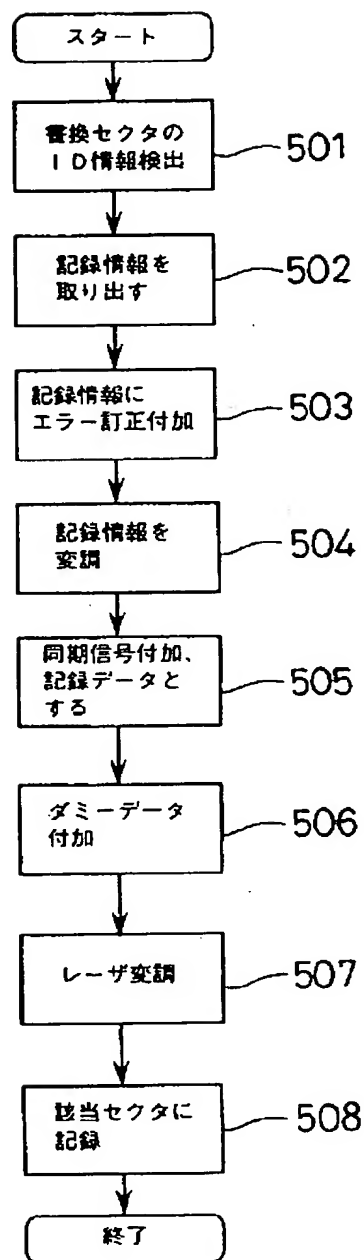 スタート
書換セクタの
ID情報検出
501
記録情報を
取り出す
502
記録情報に
エラー訂正付加
503
記録情報を
変調
504
同期信号付加、
記録データと
する
505
ダミーデータ
付加
506
レーザ変調
507
該当セクタに
記録
508
終了